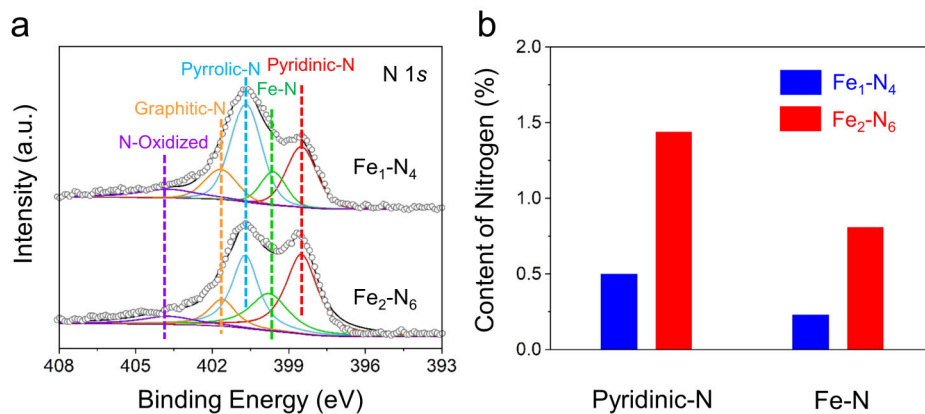 a
Intensity (a.u.)
N 1s
Pyrrolic-N
Pyridinic-N
Fe-N
Graphitic-N
N-Oxidized
Fe₁-N₄
Fe₂-N₆
408 405 402 399 396 393
Binding Energy (eV)
b
Content of Nitrogen (%)
2.0
1.5
1.0
0.5
0.0
Fe₁-N₄
Fe₂-N₆
Pyridinic-N Fe-N